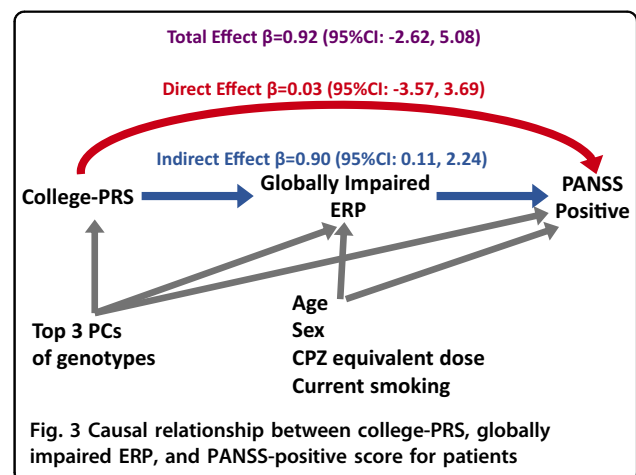 Total Effect β=0.92 (95%CI: -2.62, 5.08)
Direct Effect β=0.03 (95%CI: -3.57, 3.69)
Indirect Effect β=0.90 (95%CI: 0.11, 2.24)
College-PRS
Globally Impaired
ERP
PANSS
Positive
Top 3 PCs
of genotypes
Age
Sex
CPZ equivalent dose
Current smoking
Fig. 3 Causal relationship between college-PRS, globally
impaired ERP, and PANSS-positive score for patients